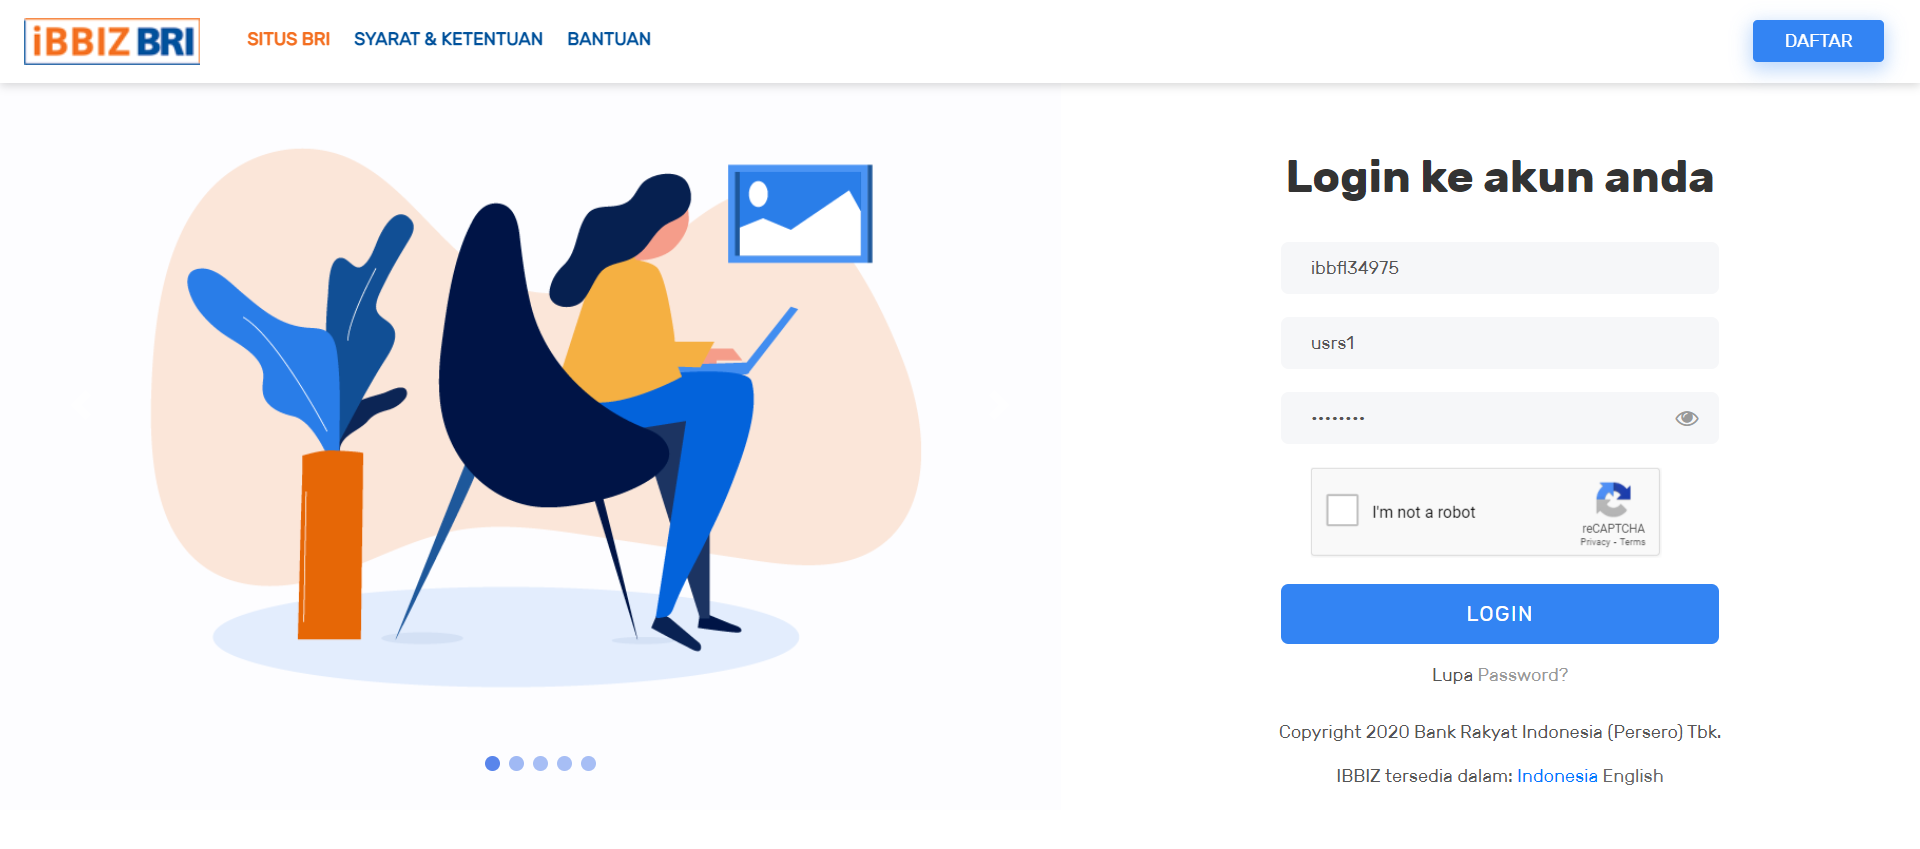 iBBIZ BRI
SITUS BRI
SYARAT & KETENTUAN
BANTUAN
DAFTAR
Login ke akun anda
ibbfl34975
usrs1
••••••••
I'm not a robot
reCAPTCHA
Privacy - Terms
LOGIN
Lupa Password?
Copyright 2020 Bank Rakyat Indonesia (Persero) Tbk.
IBBIZ tersedia dalam: Indonesia English